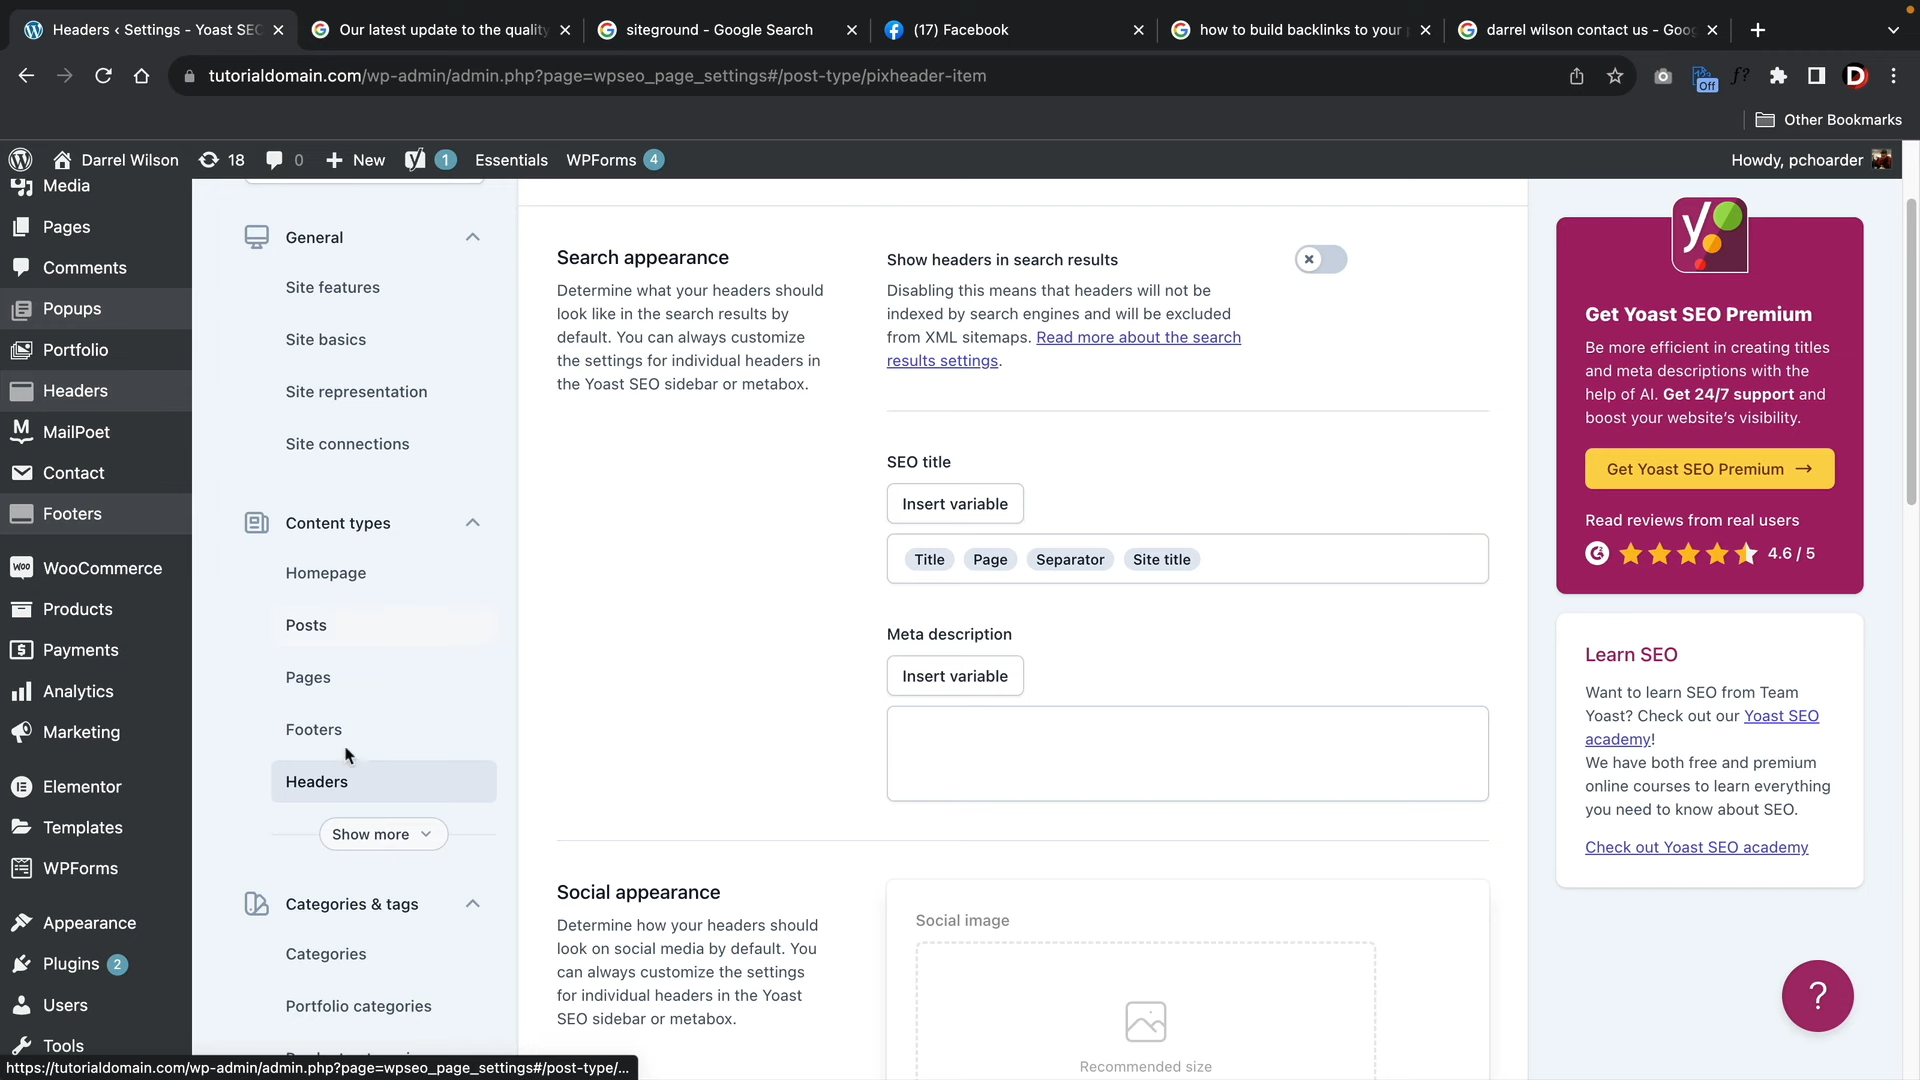 Headers ‹ Settings - Yoast SEO
Our latest update to the quality
siteground - Google Search
(17) Facebook
how to build backlinks to your
darrel wilson contact us - Goo
tutorialdomain.com/wp-admin/admin.php?page=wpseo_page_settings#/post-type/pixheader-item
Off
f?
D
Other Bookmarks
Darrel Wilson
18
0
New
1
Essentials
WPForms 4
Howdy, pchoarder
Media
Pages
Comments
Popups
Portfolio
Headers
MailPoet
Contact
Footers
WooCommerce
Products
Payments
Analytics
Marketing
Elementor
Templates
WPForms
Appearance
Plugins 2
Users
Tools
General
Site features
Site basics
Site representation
Site connections
Content types
Homepage
Posts
Pages
Footers
Headers
Show more
Categories & tags
Categories
Portfolio categories
Search appearance
Determine what your headers should
look like in the search results by
default. You can always customize
the settings for individual headers in
the Yoast SEO sidebar or metabox.
Show headers in search results
Disabling this means that headers will not be
indexed by search engines and will be excluded
from XML sitemaps. Read more about the search
results settings.
SEO title
Insert variable
Title Page Separator Site title
Meta description
Insert variable
Social appearance
Determine how your headers should
look on social media by default. You
can always customize the settings
for individual headers in the Yoast
SEO sidebar or metabox.
Social image
Recommended size
Get Yoast SEO Premium
Be more efficient in creating titles
and meta descriptions with the
help of AI. Get 24/7 support and
boost your website's visibility.
Get Yoast SEO Premium →
Read reviews from real users
4.6 / 5
Learn SEO
Want to learn SEO from Team
Yoast? Check out our Yoast SEO
academy!
We have both free and premium
online courses to learn everything
you need to know about SEO.
Check out Yoast SEO academy
?
https://tutorialdomain.com/wp-admin/admin.php?page=wpseo_page_settings#/post-type/...